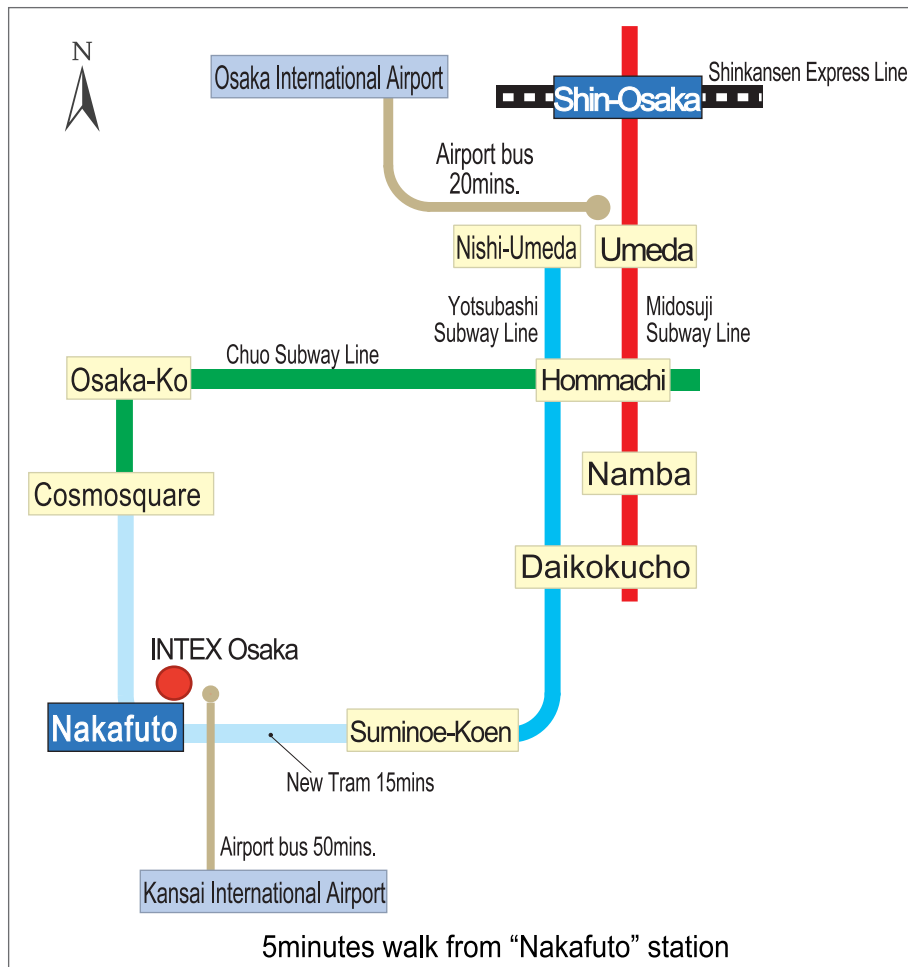 N
Osaka International Airport
Shinkansen Express Line
Shin-Osaka
Airport bus
20mins.
Nishi-Umeda
Umeda
Yotsubashi
Subway Line
Midosuji
Subway Line
Chuo Subway Line
Osaka-Ko
Hommachi
Namba
Cosmosquare
Daikokucho
INTEX Osaka
Nakafuto
Suminoe-Koen
New Tram 15mins
Airport bus 50mins.
Kansai International Airport
5minutes walk from “Nakafuto” station